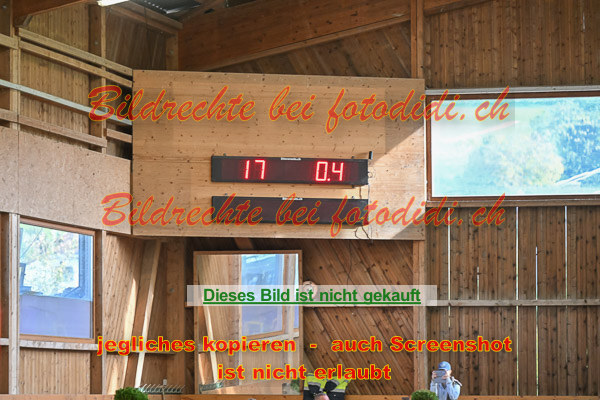 Bildrechte bei fotodidi.ch
17 0.4
Bildrechte bei fotodidi.ch
Dieses Bild ist nicht gekauft
jegliches kopieren - auch Screenshot
ist nicht erlaubt